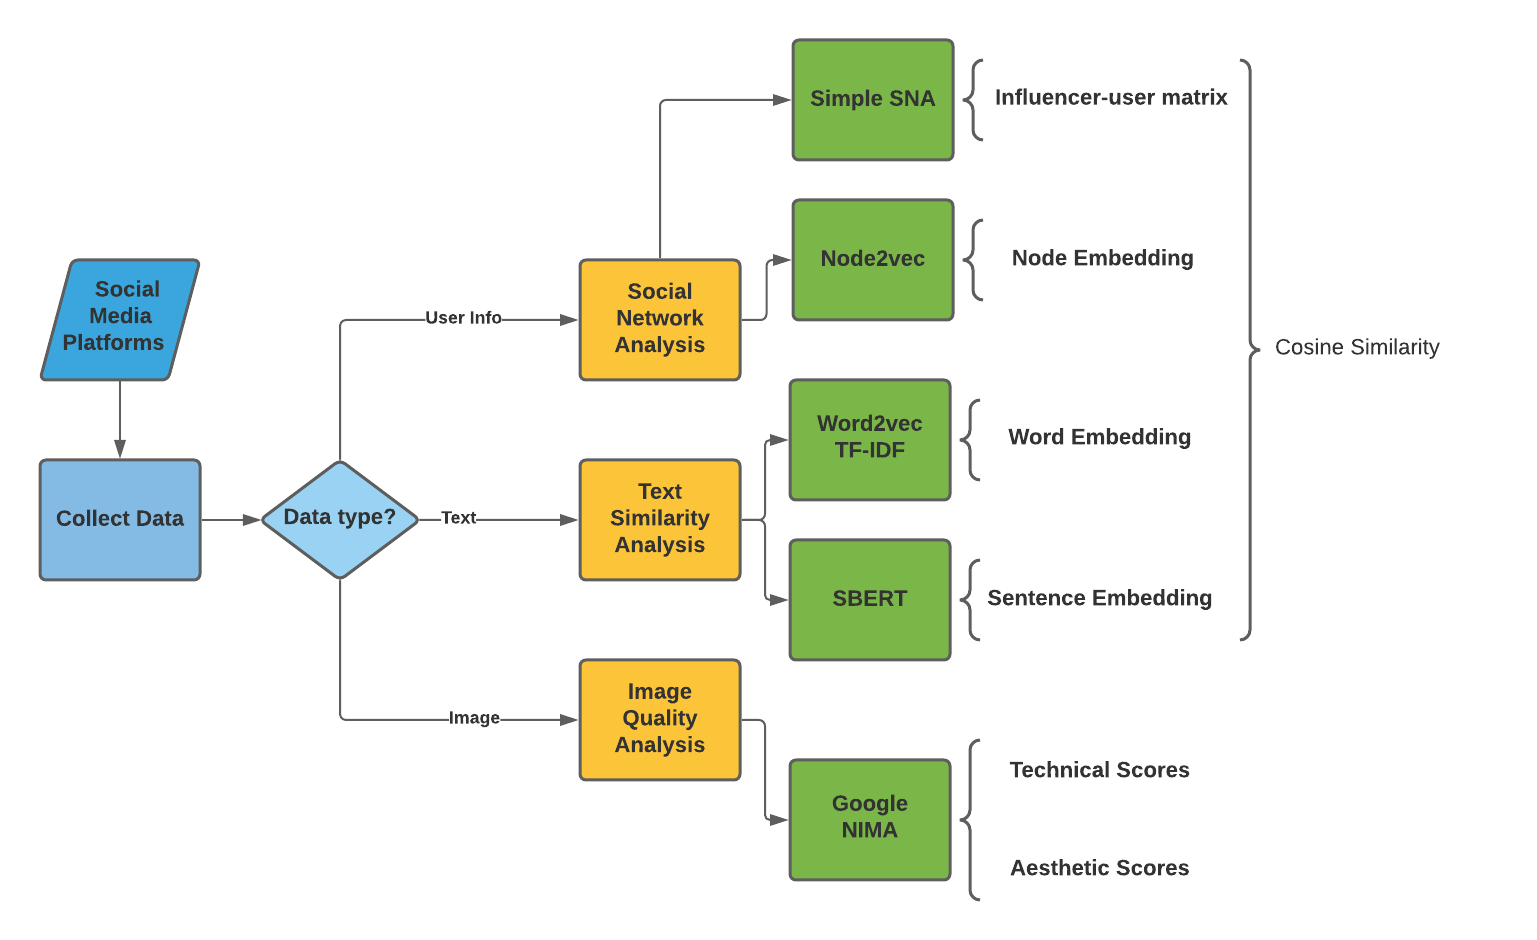 Social
Media
Platforms
Collect Data
Data type?
User Info
Text
Image
Social
Network
Analysis
Text
Similarity
Analysis
Image
Quality
Analysis
Simple SNA
Influencer-user matrix
Node2vec
Node Embedding
Word2vec
TF-IDF
Word Embedding
SBERT
Sentence Embedding
Google
NIMA
Technical Scores
Aesthetic Scores
Cosine Similarity